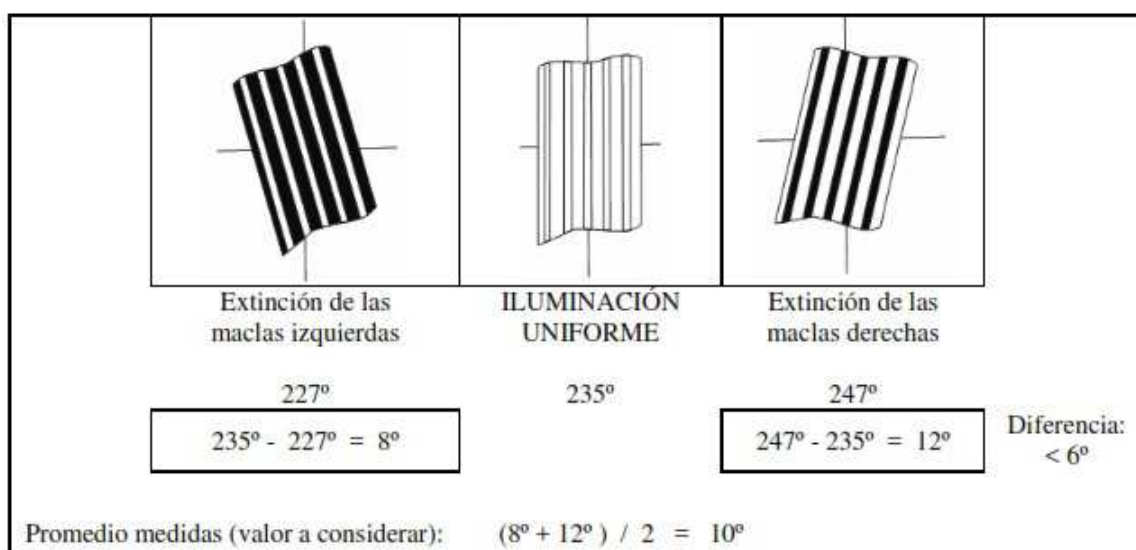 Extinción de las
maclas izquierdas
ILUMINACIÓN
UNIFORME
Extinción de las
maclas derechas
227º
235º
247º
235º - 227º = 8º
247º - 235º = 12º
Diferencia:
< 6º
Promedio medidas (valor a considerar): (8º + 12º ) / 2 = 10º